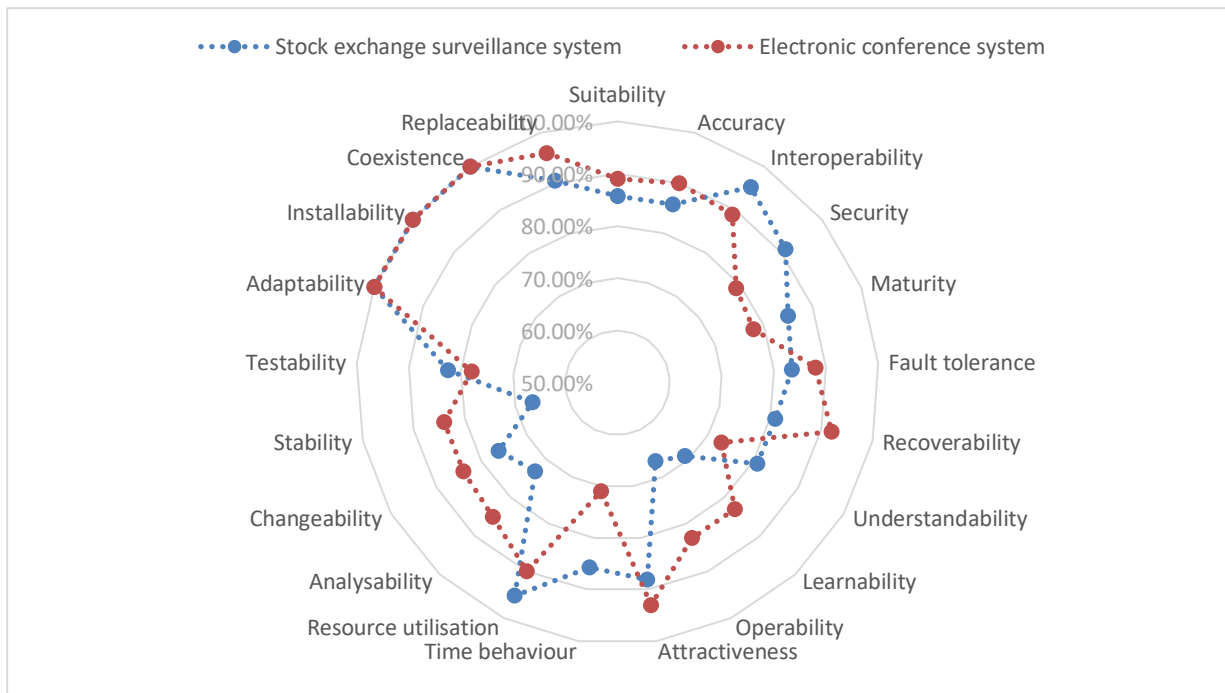 Stock exchange surveillance system
Electronic conference system
Suitability
Accuracy
Interoperability
Security
Maturity
Fault tolerance
Recoverability
Understandability
Learnability
Operability
Attractiveness
Time behaviour
Resource utilisation
Analysability
Changeability
Stability
Testability
Adaptability
Installability
Coexistence
Replaceability
100.00%
90.00%
80.00%
70.00%
60.00%
50.00%